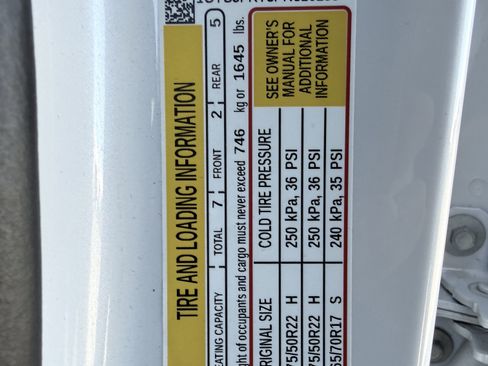 TIRE AND LOADING INFORMATION
EATING CAPACITY TOTAL 7 FRONT 2 REAR 5
ght of occupants and cargo must never exceed 746 kg or 1645 lbs.
RIGINAL SIZE COLD TIRE PRESSURE
75/50R22 H 250 kPa, 36 PSI
75/50R22 H 250 kPa, 36 PSI
65/70R17 S 240 kPa, 35 PSI
SEE OWNER'S
MANUAL FOR
ADDITIONAL
INFORMATION